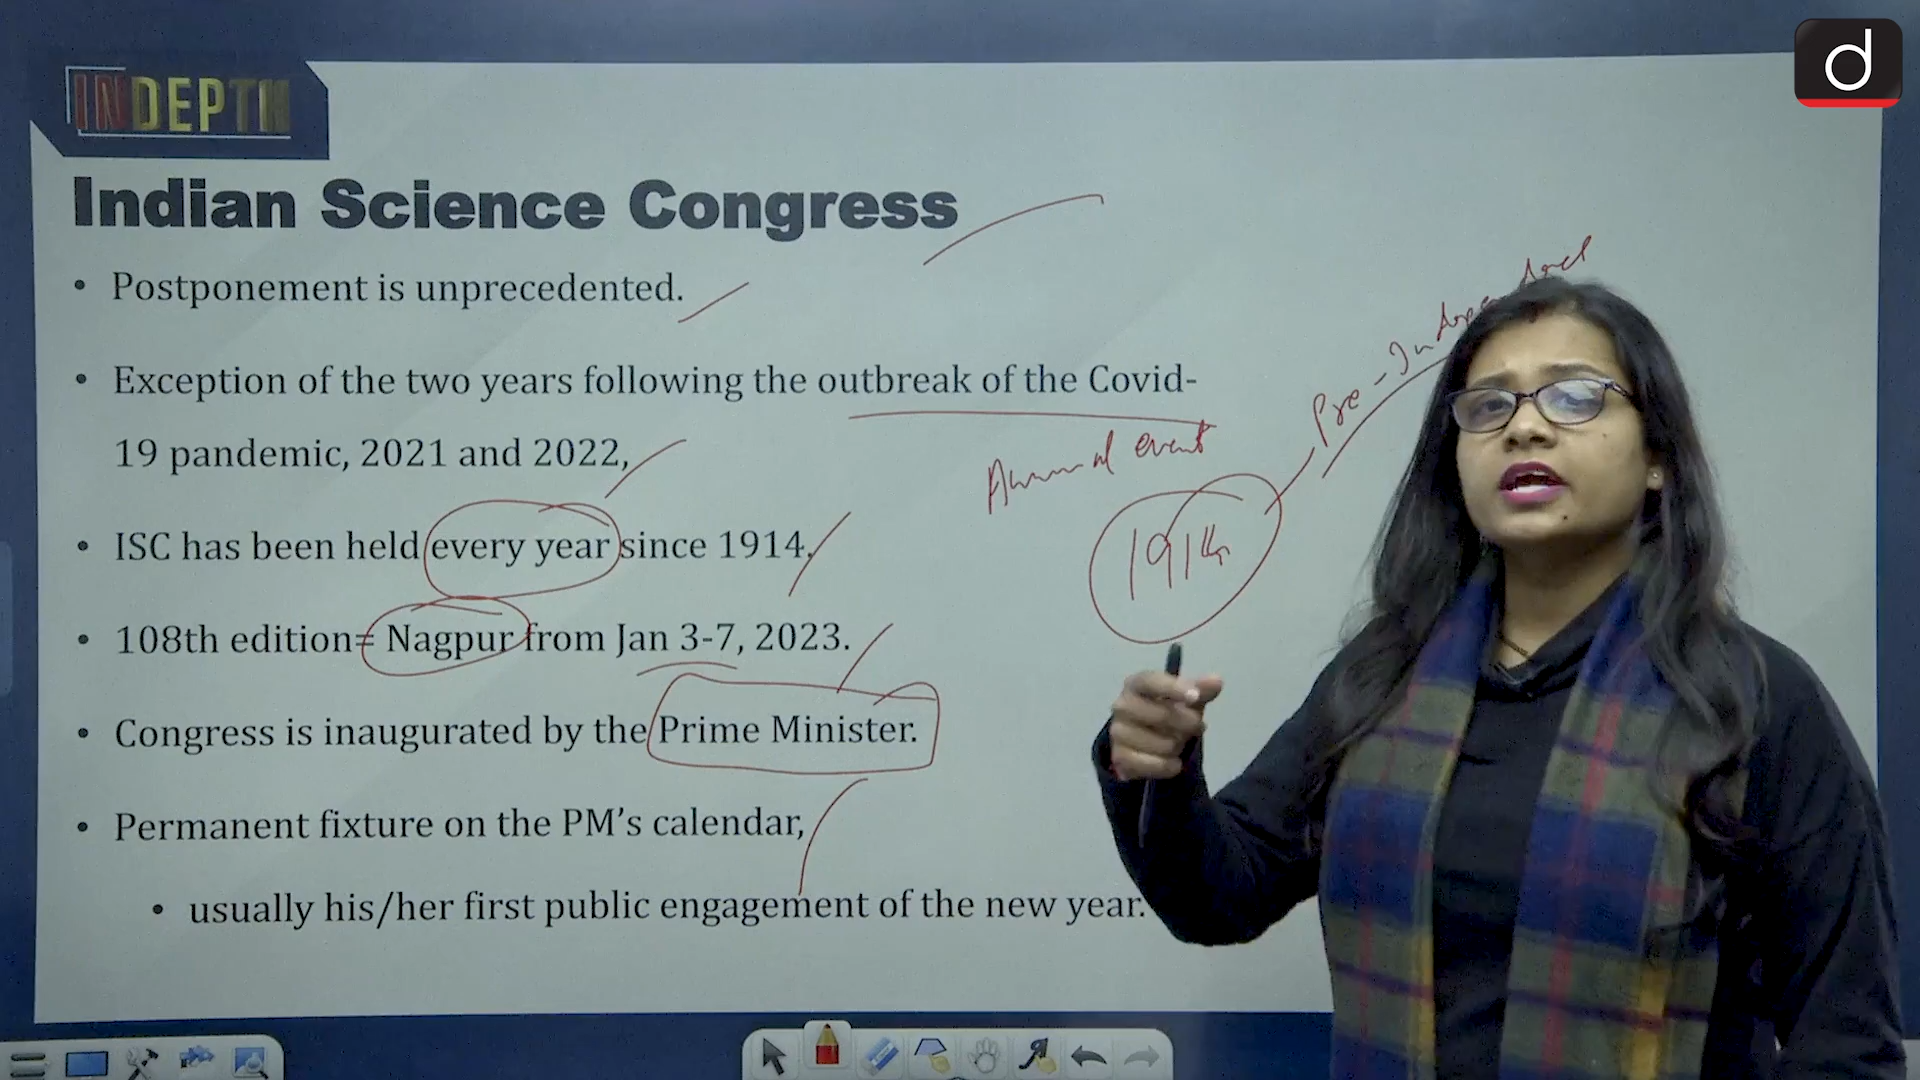 INDEPTH
d
Indian Science Congress
• Postponement is unprecedented.
• Exception of the two years following the outbreak of the Covid-
19 pandemic, 2021 and 2022,
Annual event
Pre-Independ
• ISC has been held every year since 1914,
1914
• 108th edition= Nagpur from Jan 3-7, 2023.
• Congress is inaugurated by the Prime Minister.
• Permanent fixture on the PM's calendar,
• usually his/her first public engagement of the new year.